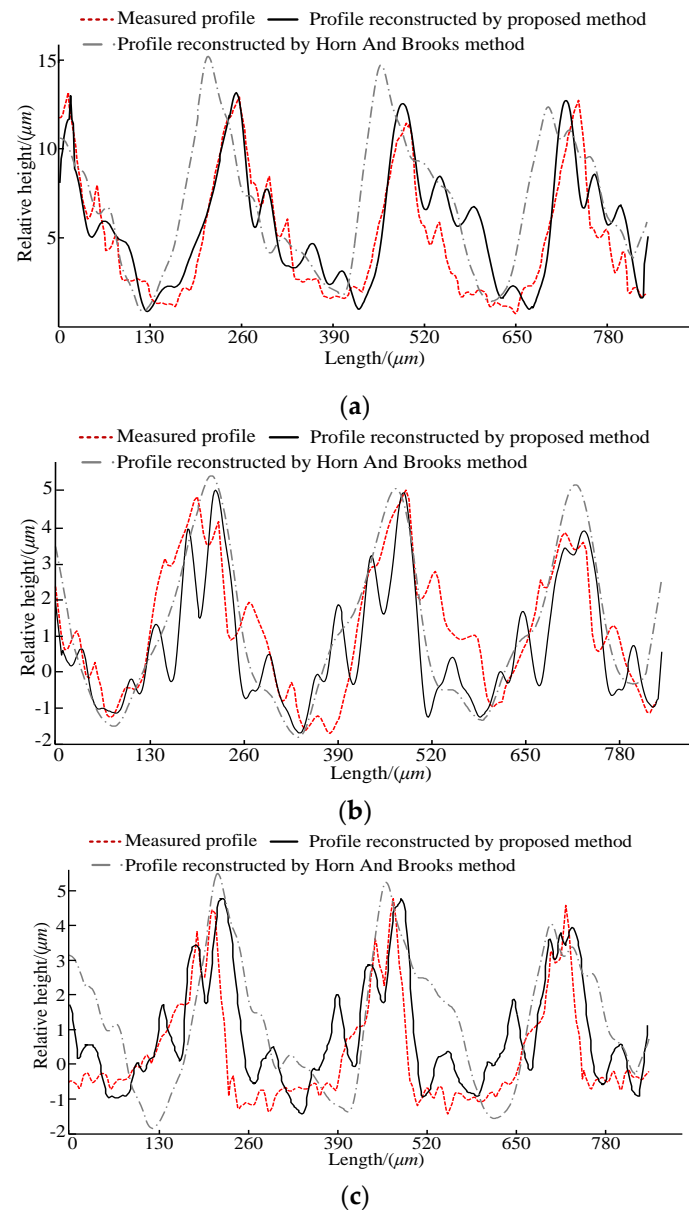 Measured profile Profile reconstructed by proposed method
Profile reconstructed by Horn And Brooks method
Relative height/(μm)
15
10
5
0 130 260 390 520 650 780
Length/(μm)
(a)
Measured profile Profile reconstructed by proposed method
Profile reconstructed by Horn And Brooks method
Relative height/(μm)
5
4
3
2
1
0
-1
-2
130 260 390 520 650 780
Length/(μm)
(b)
Measured profile Profile reconstructed by proposed method
Profile reconstructed by Horn And Brooks method
Relative height/(μm)
5
4
3
2
1
0
-1
-2
0 130 260 390 520 650 780
Length/(μm)
(c)